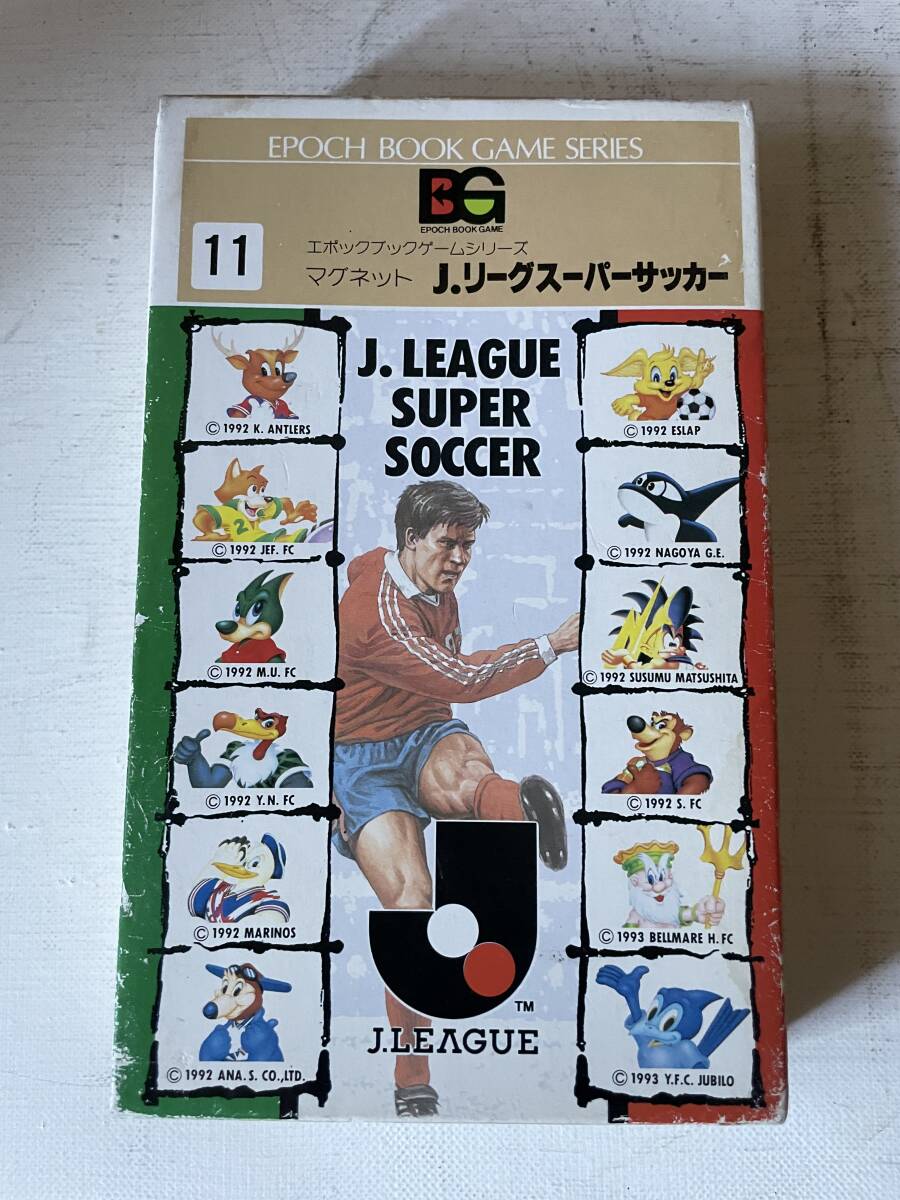 EPOCH BOOK GAME SERIES
BG
EPOCH BOOK GAME
11
エポックブックゲームシリーズ
マグネット J.リーグスーパーサッカー
J. LEAGUE
SUPER
SOCCER
© 1992 K. ANTLERS
© 1992 ESLAP
2
© 1992 JEF. FC
© 1992 NAGOYA G.E.
© 1992 M.U. FC
© 1992 SUSUMU MATSUSHITA
© 1992 Y.N. FC
© 1992 S. FC
© 1992 MARINOS
© 1993 BELLMARE H. FC
© 1992 ANA.S. CO.,LTD.
© 1993 Y.F.C. JUBILO
TM
J.LEAGUE